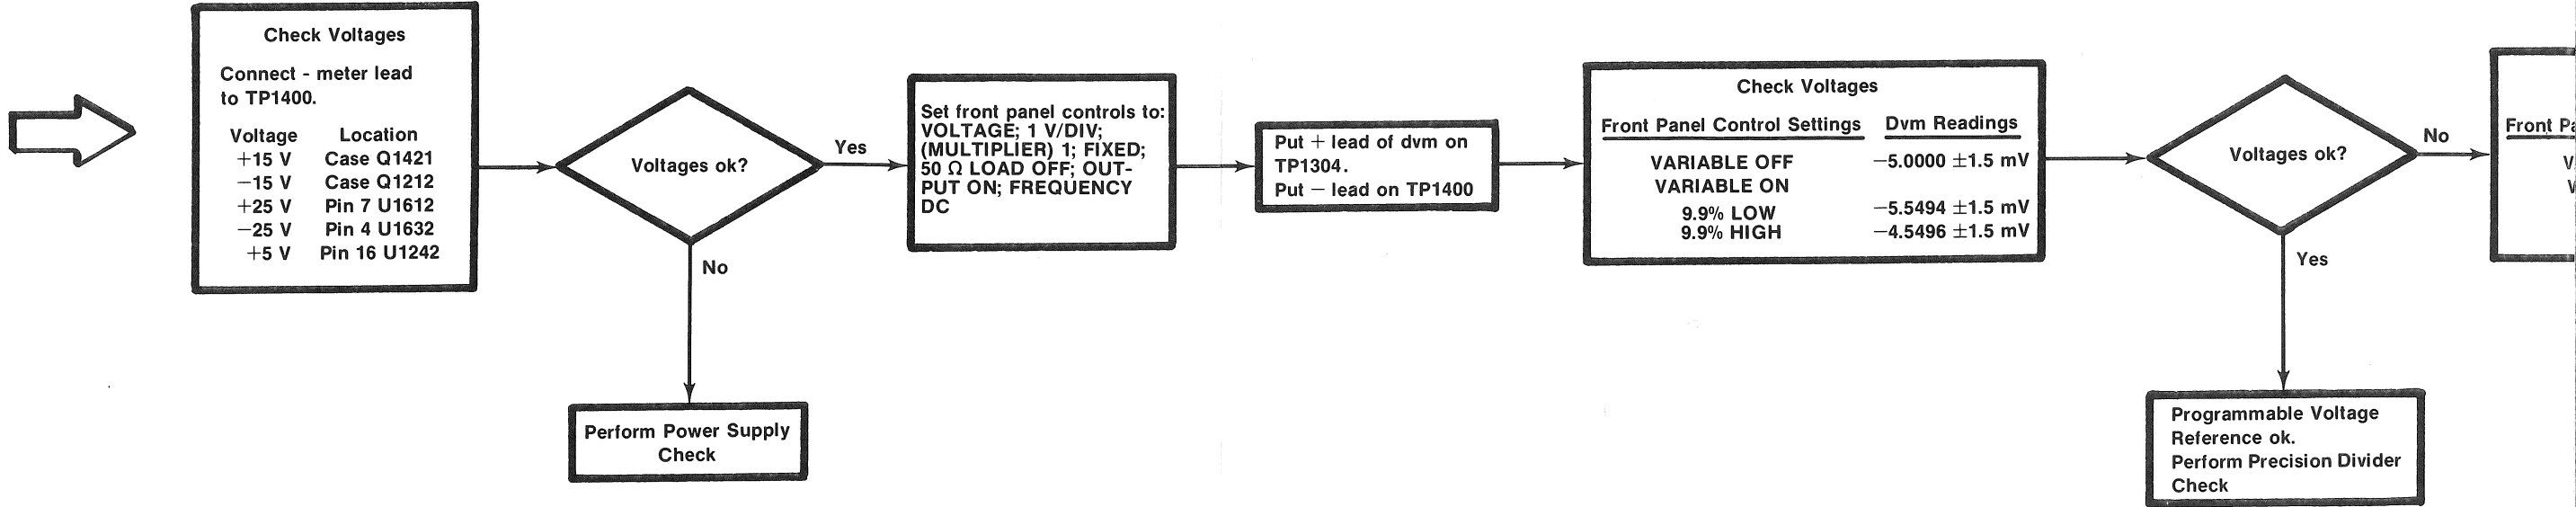 Check Voltages
Connect - meter lead
to TP1400.
Voltage Location
+15 V Case Q1421
−15 V Case Q1212
+25 V Pin 7 U1612
−25 V Pin 4 U1632
+5 V Pin 16 U1242
Voltages ok?
Yes
No
Perform Power Supply
Check
Set front panel controls to:
VOLTAGE; 1 V/DIV;
(MULTIPLIER) 1; FIXED;
50 Ω LOAD OFF; OUT-
PUT ON; FREQUENCY
DC
Put + lead of dvm on
TP1304.
Put − lead on TP1400
Check Voltages
Front Panel Control Settings Dvm Readings
VARIABLE OFF −5.0000 ±1.5 mV
VARIABLE ON
9.9% LOW −5.5494 ±1.5 mV
9.9% HIGH −4.5496 ±1.5 mV
Voltages ok?
No
Yes
Programmable Voltage
Reference ok.
Perform Precision Divider
Check
Front